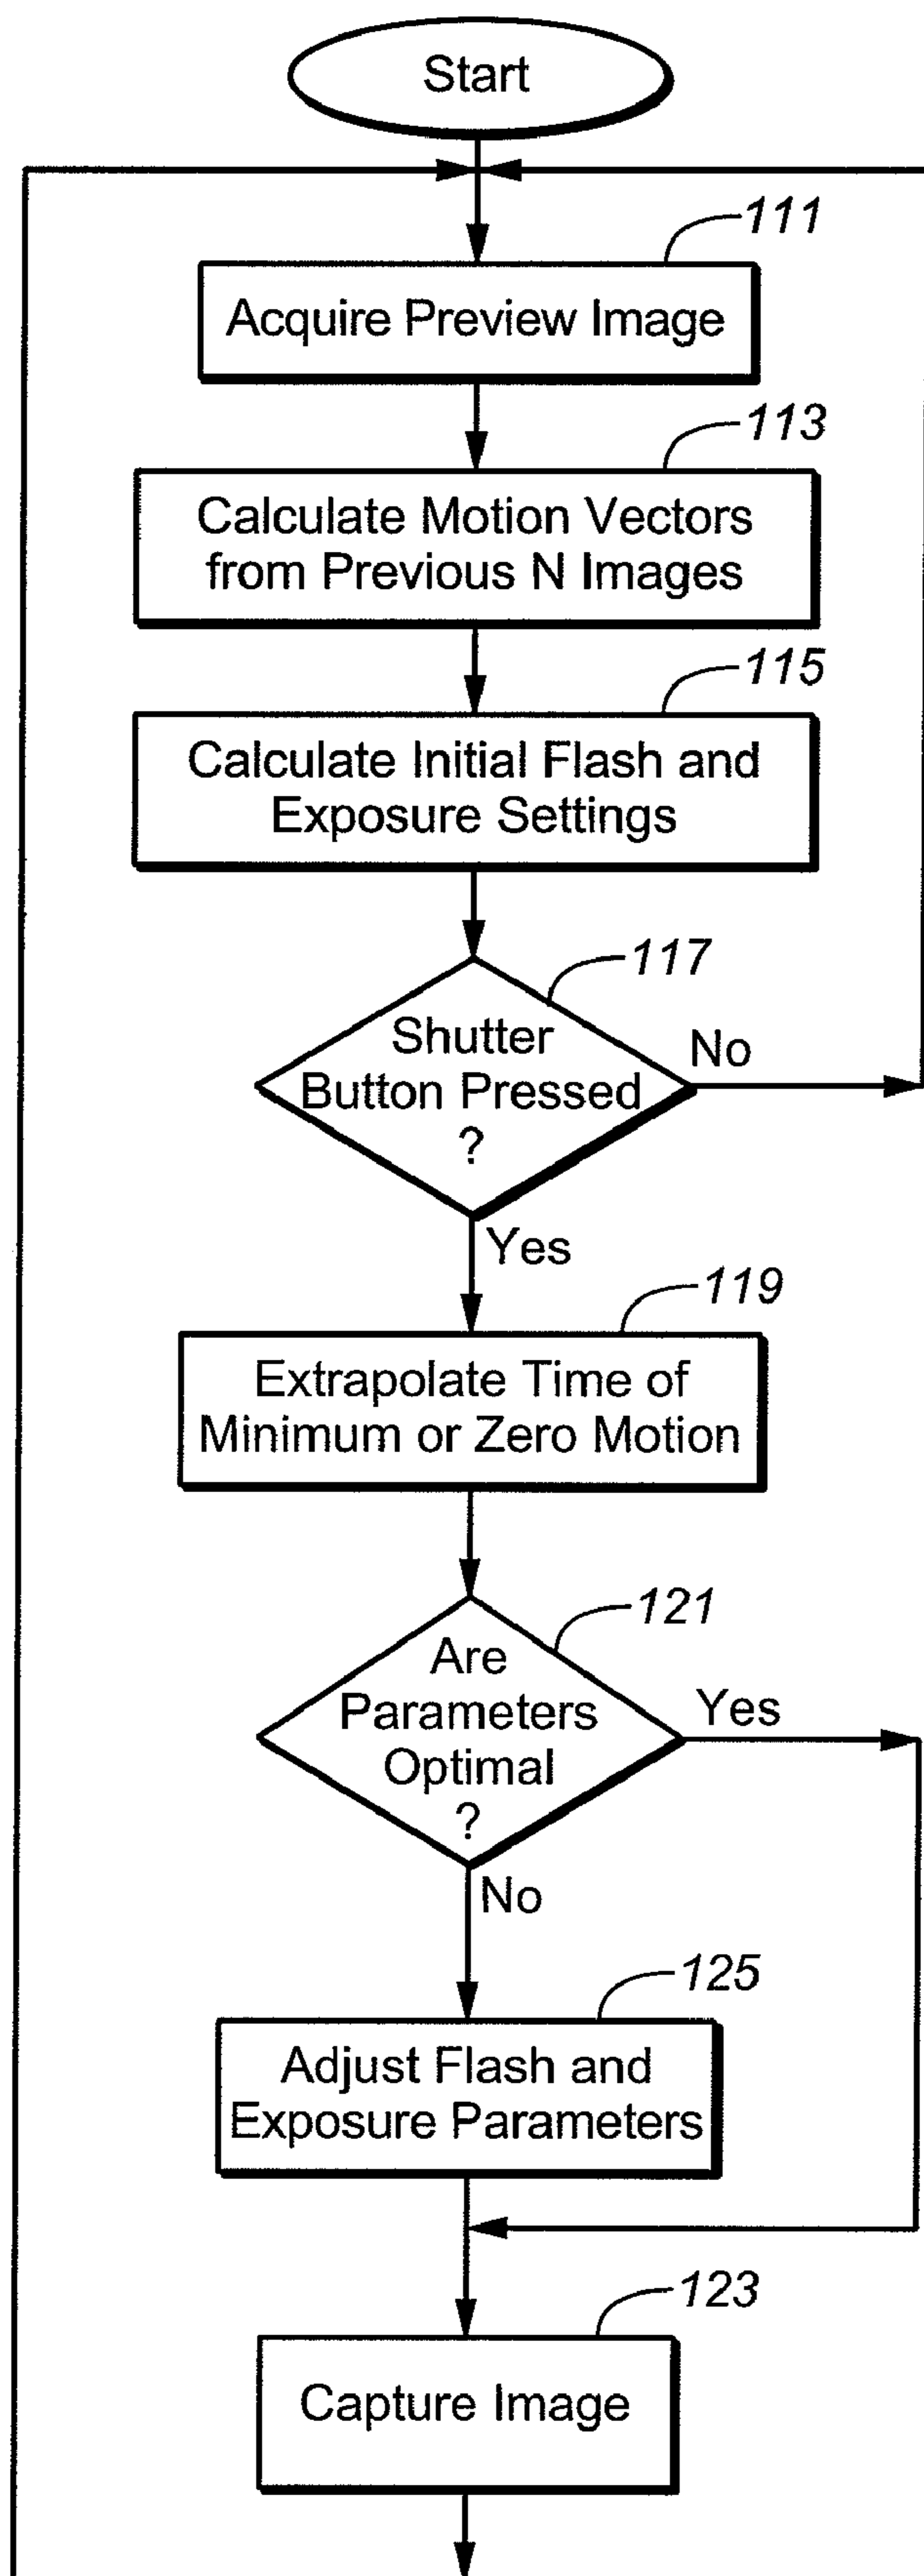 Start
111
Acquire Preview Image
113
Calculate Motion Vectors
from Previous N Images
115
Calculate Initial Flash and
Exposure Settings
117
Shutter
Button Pressed
?
No
Yes
119
Extrapolate Time of
Minimum or Zero Motion
121
Are
Parameters
Optimal
?
Yes
No
125
Adjust Flash and
Exposure Parameters
123
Capture Image